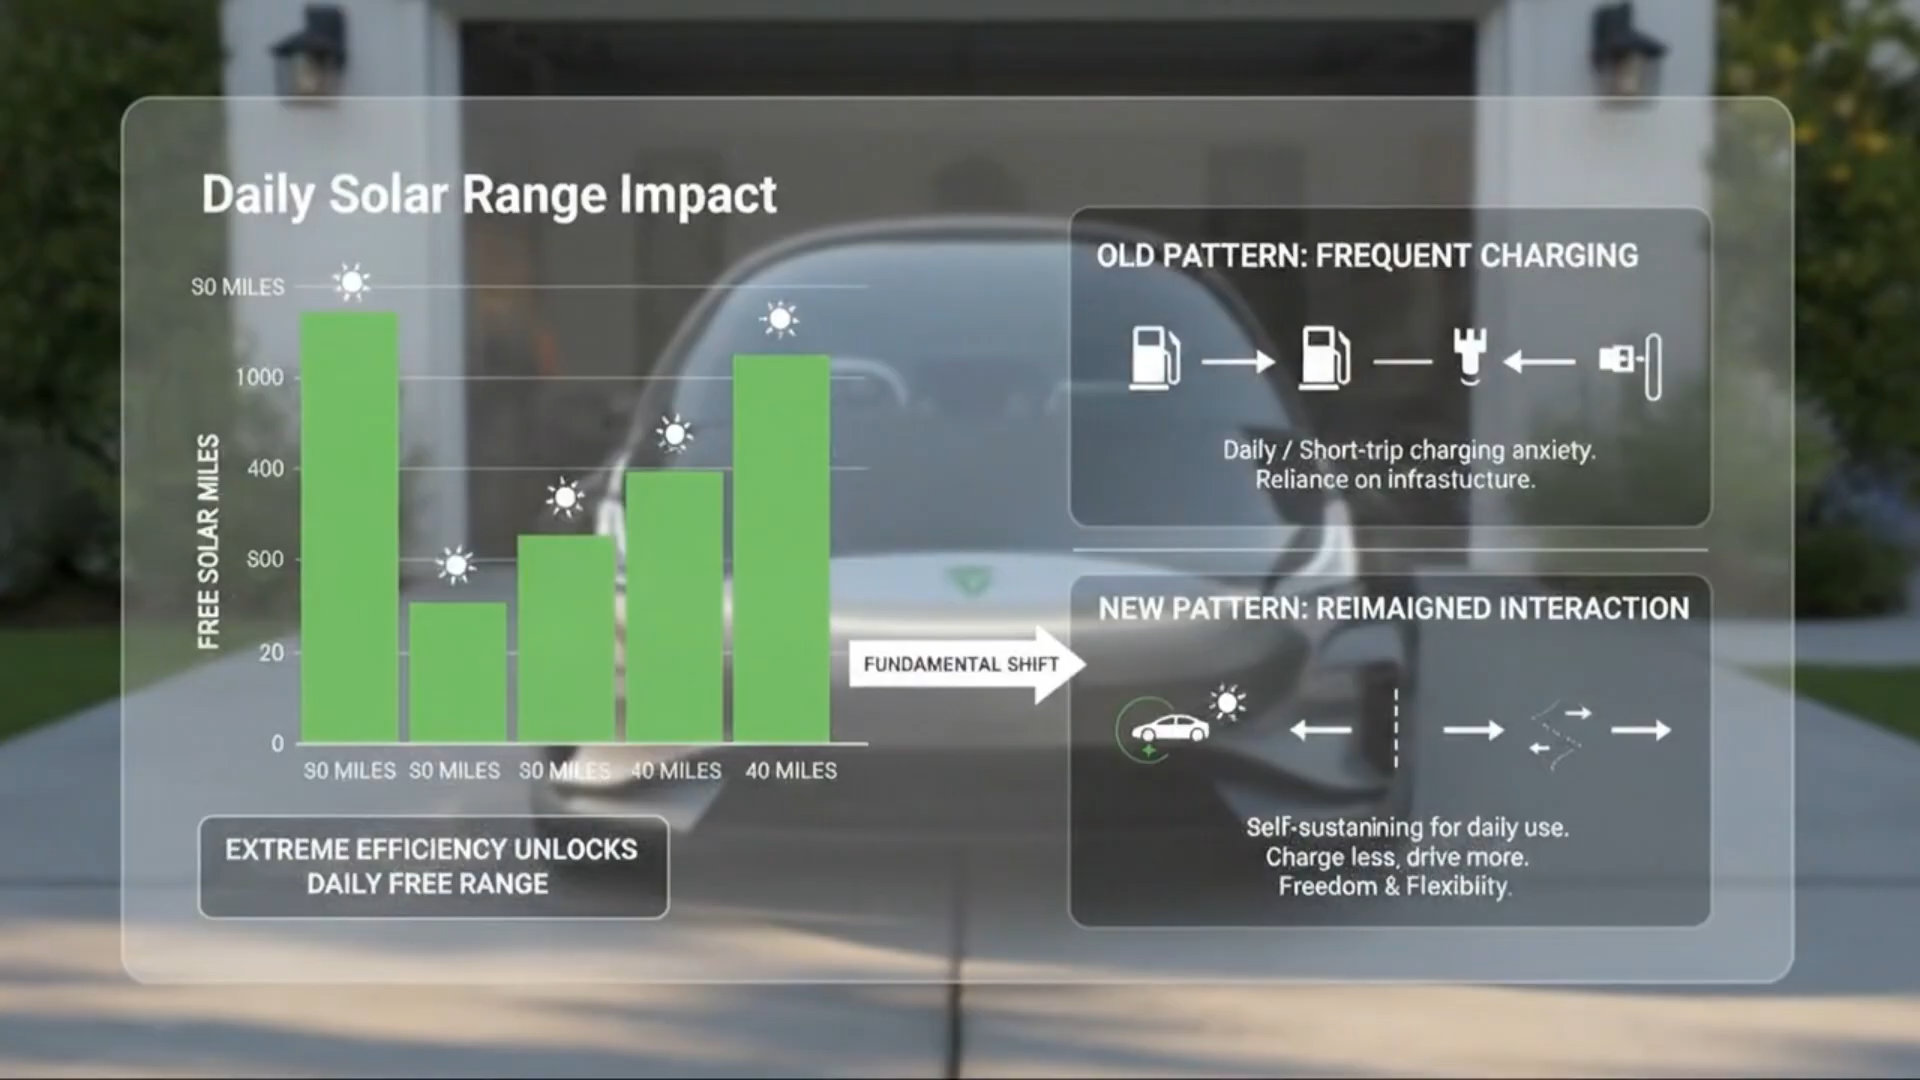 Daily Solar Range Impact
S0 MILES
1000
400
S00
20
0
FREE SOLAR MILES
S0 MILES S0 MILES S0 MILES 40 MILES 40 MILES
EXTREME EFFICIENCY UNLOCKS
DAILY FREE RANGE
FUNDAMENTAL SHIFT
OLD PATTERN: FREQUENT CHARGING
Daily / Short-trip charging anxiety.
Reliance on infrastucture.
NEW PATTERN: REIMAIGNED INTERACTION
Self-sustanining for daily use.
Charge less, drive more.
Freedom & Flexibliity.